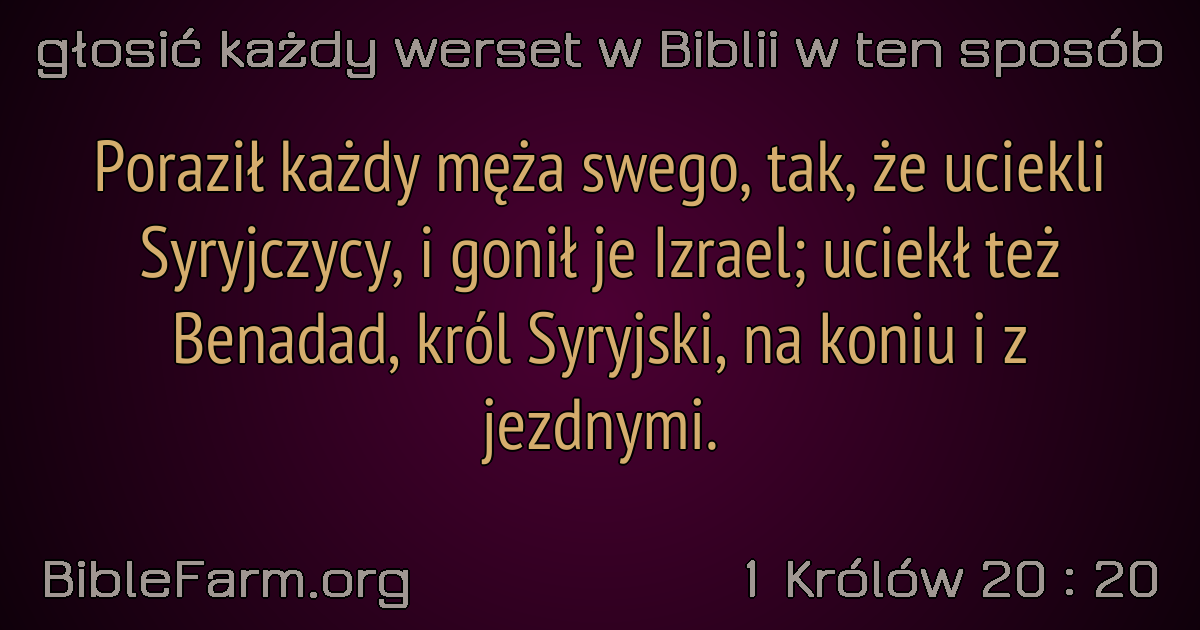 głosić każdy werset w Biblii w ten sposób
Poraził każdy męża swego, tak, że uciekli
Syryjczycy, i gonił je Izrael; uciekł też
Benadad, król Syryjski, na koniu i z
jezdnymi.
BibleFarm.org
1 Królów 20 : 20